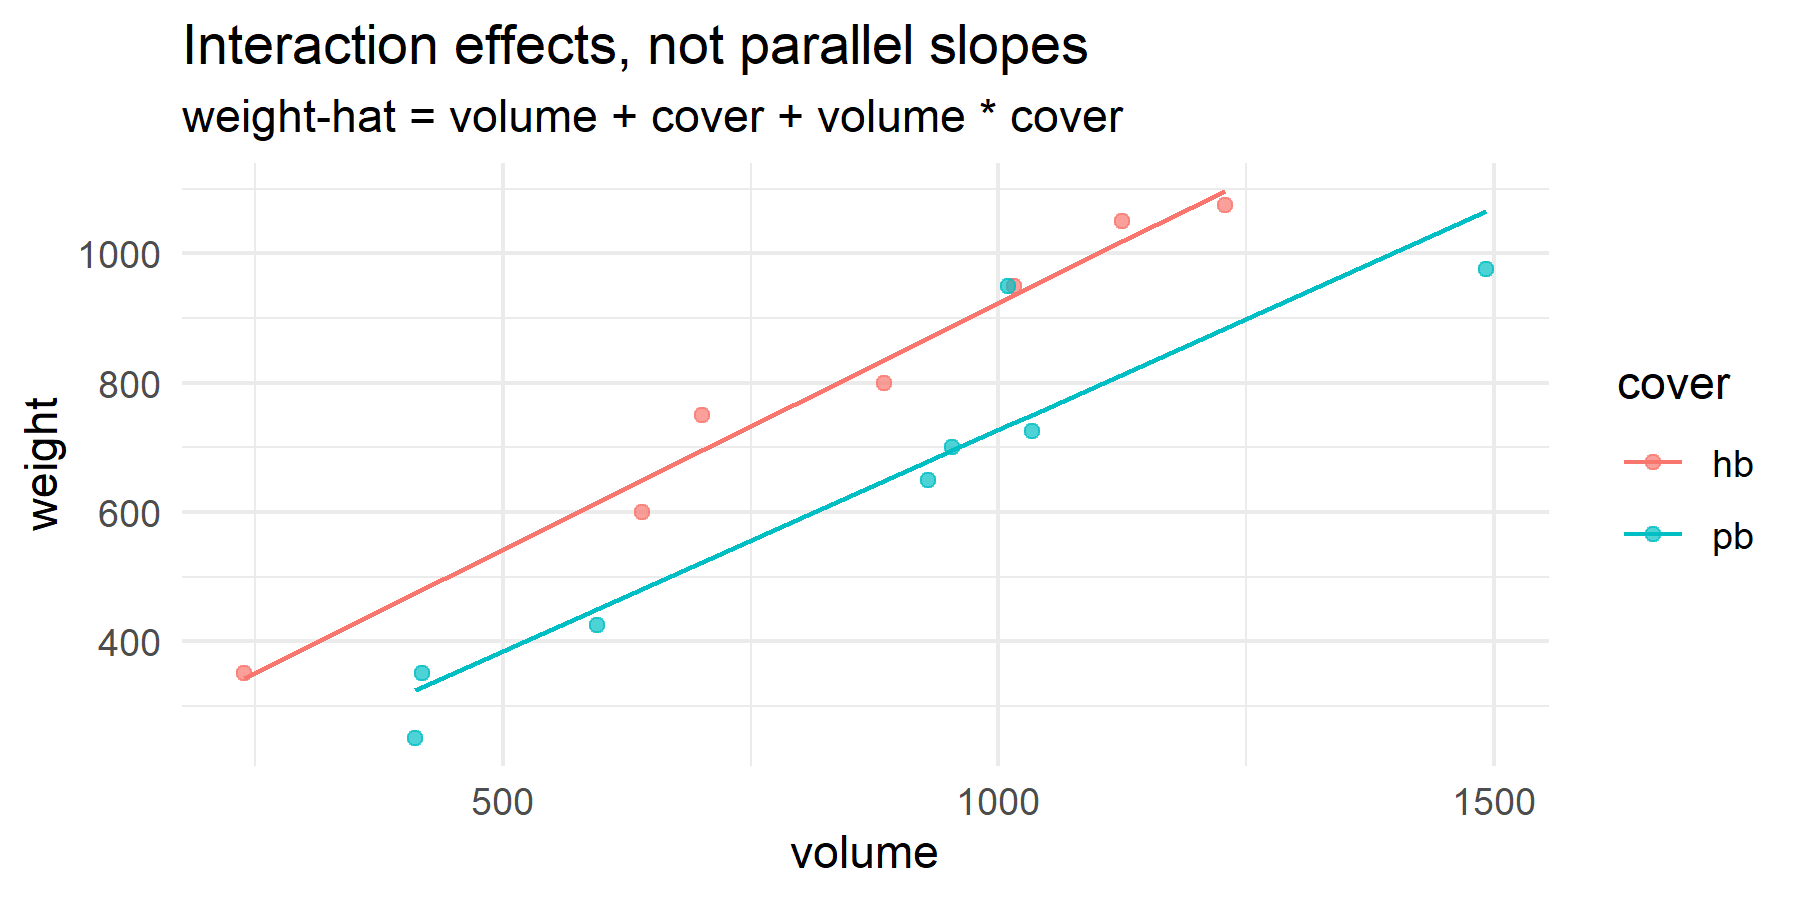 Interaction effects, not parallel slopes
weight-hat = volume + cover + volume * cover
weight
1000
800
600
400
500 1000 1500
volume
cover
hb
pb